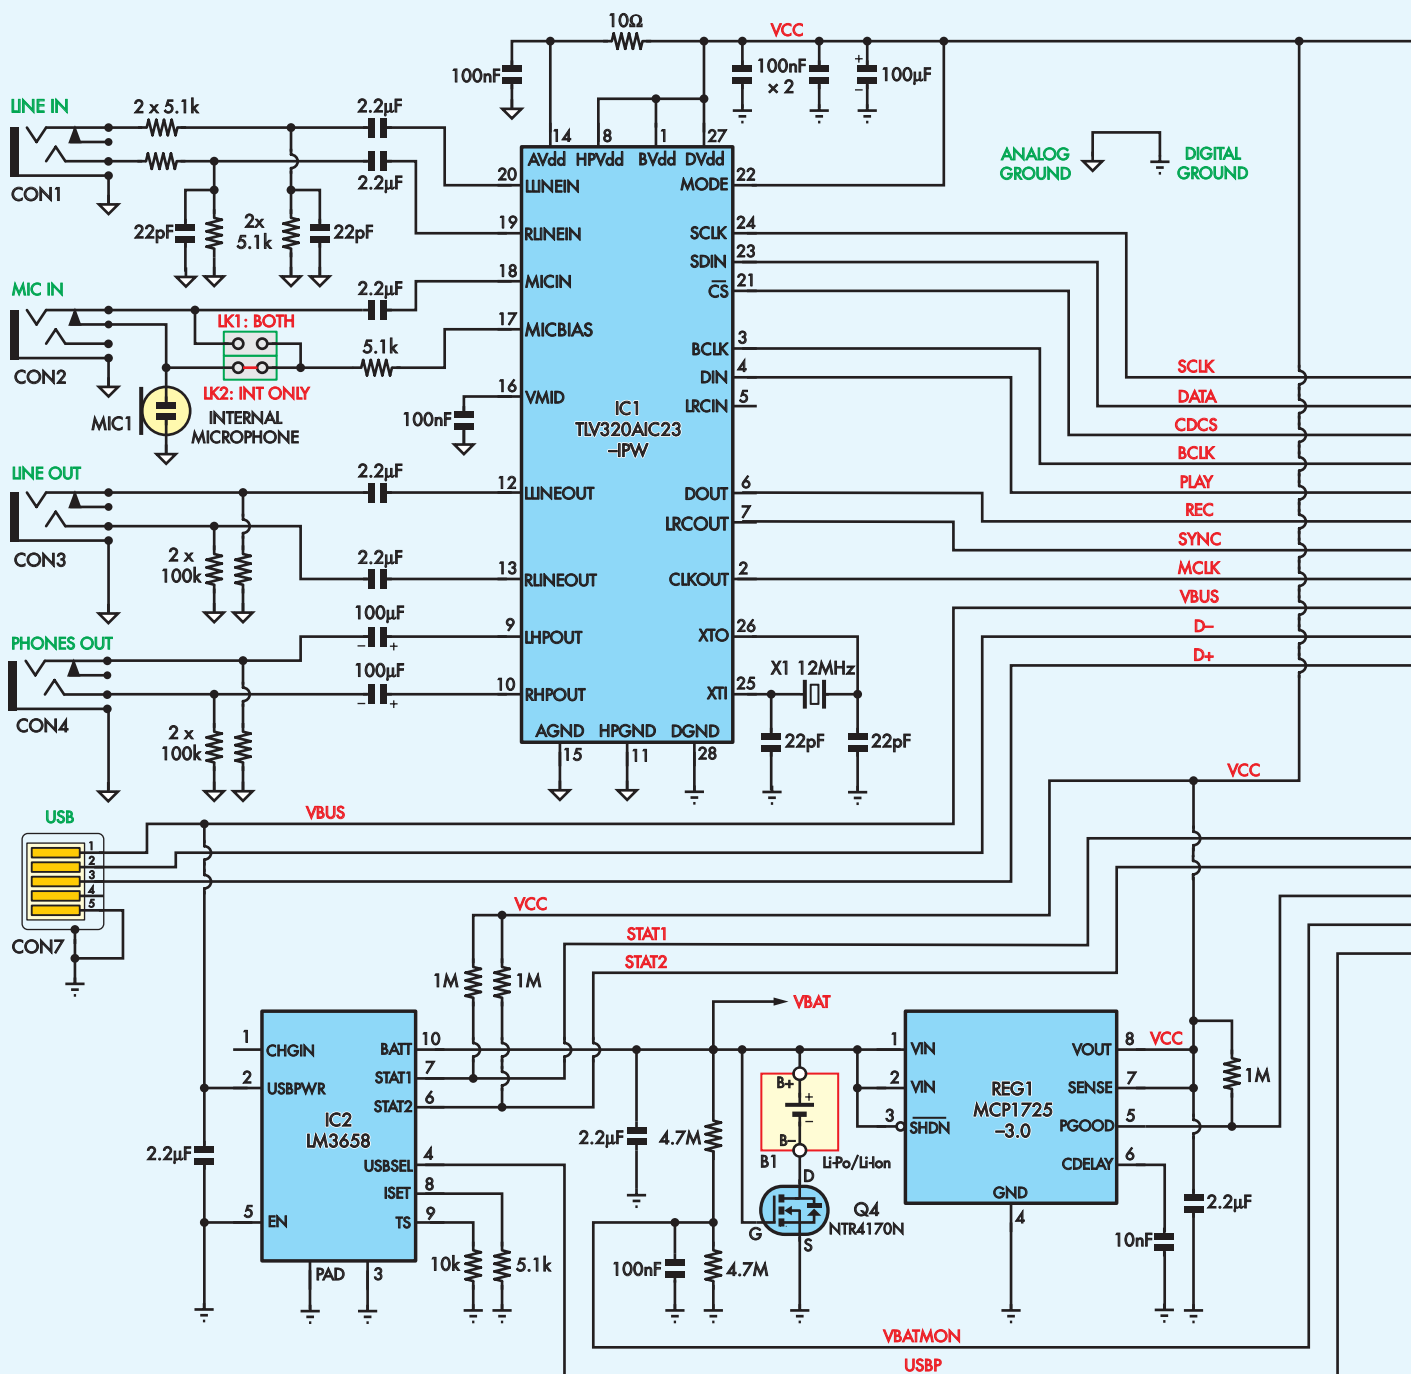 10Ω
VCC
100nF
100nF
× 2
+
100µF
–
LINE IN
2 x 5.1k
2.2µF
2.2µF
CON1
22pF
2x
5.1k
22pF
14
8
1
27
AVdd
HPVdd
BVdd
DVdd
20
LLINEIN
MODE
22
19
RLINEIN
SCLK
24
SDIN
23
18
MICIN
CS
21
17
MICBIAS
BCLK
3
16
VMID
DIN
4
LRCIN
5
IC1
TLV320AIC23
–IPW
12
LLINEOUT
DOUT
6
LRCOUT
7
13
RLINEOUT
CLKOUT
2
9
LHPOUT
XTO
26
10
RHPOUT
XTI
25
AGND
HPGND
DGND
15
11
28
ANALOG
GROUND
DIGITAL
GROUND
MIC IN
2.2µF
LK1: BOTH
5.1k
CON2
LK2: INT ONLY
MIC1
INTERNAL
MICROPHONE
100nF
LINE OUT
2.2µF
CON3
2 x
100k
2.2µF
PHONES OUT
100µF
–
+
100µF
–
+
CON4
2 x
100k
X1 12MHz
22pF
22pF
SCLK
DATA
CDCS
BCLK
PLAY
REC
SYNC
MCLK
VBUS
D–
D+
VCC
USB
VBUS
1
2
3
4
5
CON7
VCC
STAT1
STAT2
1M
1M
VBAT
1
CHGIN
BATT
10
2
USBPWR
STAT1
7
STAT2
6
IC2
LM3658
USBSEL
4
ISET
8
5
EN
TS
9
PAD
3
2.2µF
10k
5.1k
2.2µF
4.7M
100nF
4.7M
B+
+
–
B–
B1
Li-Po/Li-Ion
D
G
S
Q4
NTR4170N
1
VIN
VOUT
8
VCC
2
VIN
SENSE
7
3
SHDN
PGOOD
5
REG1
MCP1725
–3.0
CDELAY
6
GND
4
1M
2.2µF
10nF
VBATMON
USBP